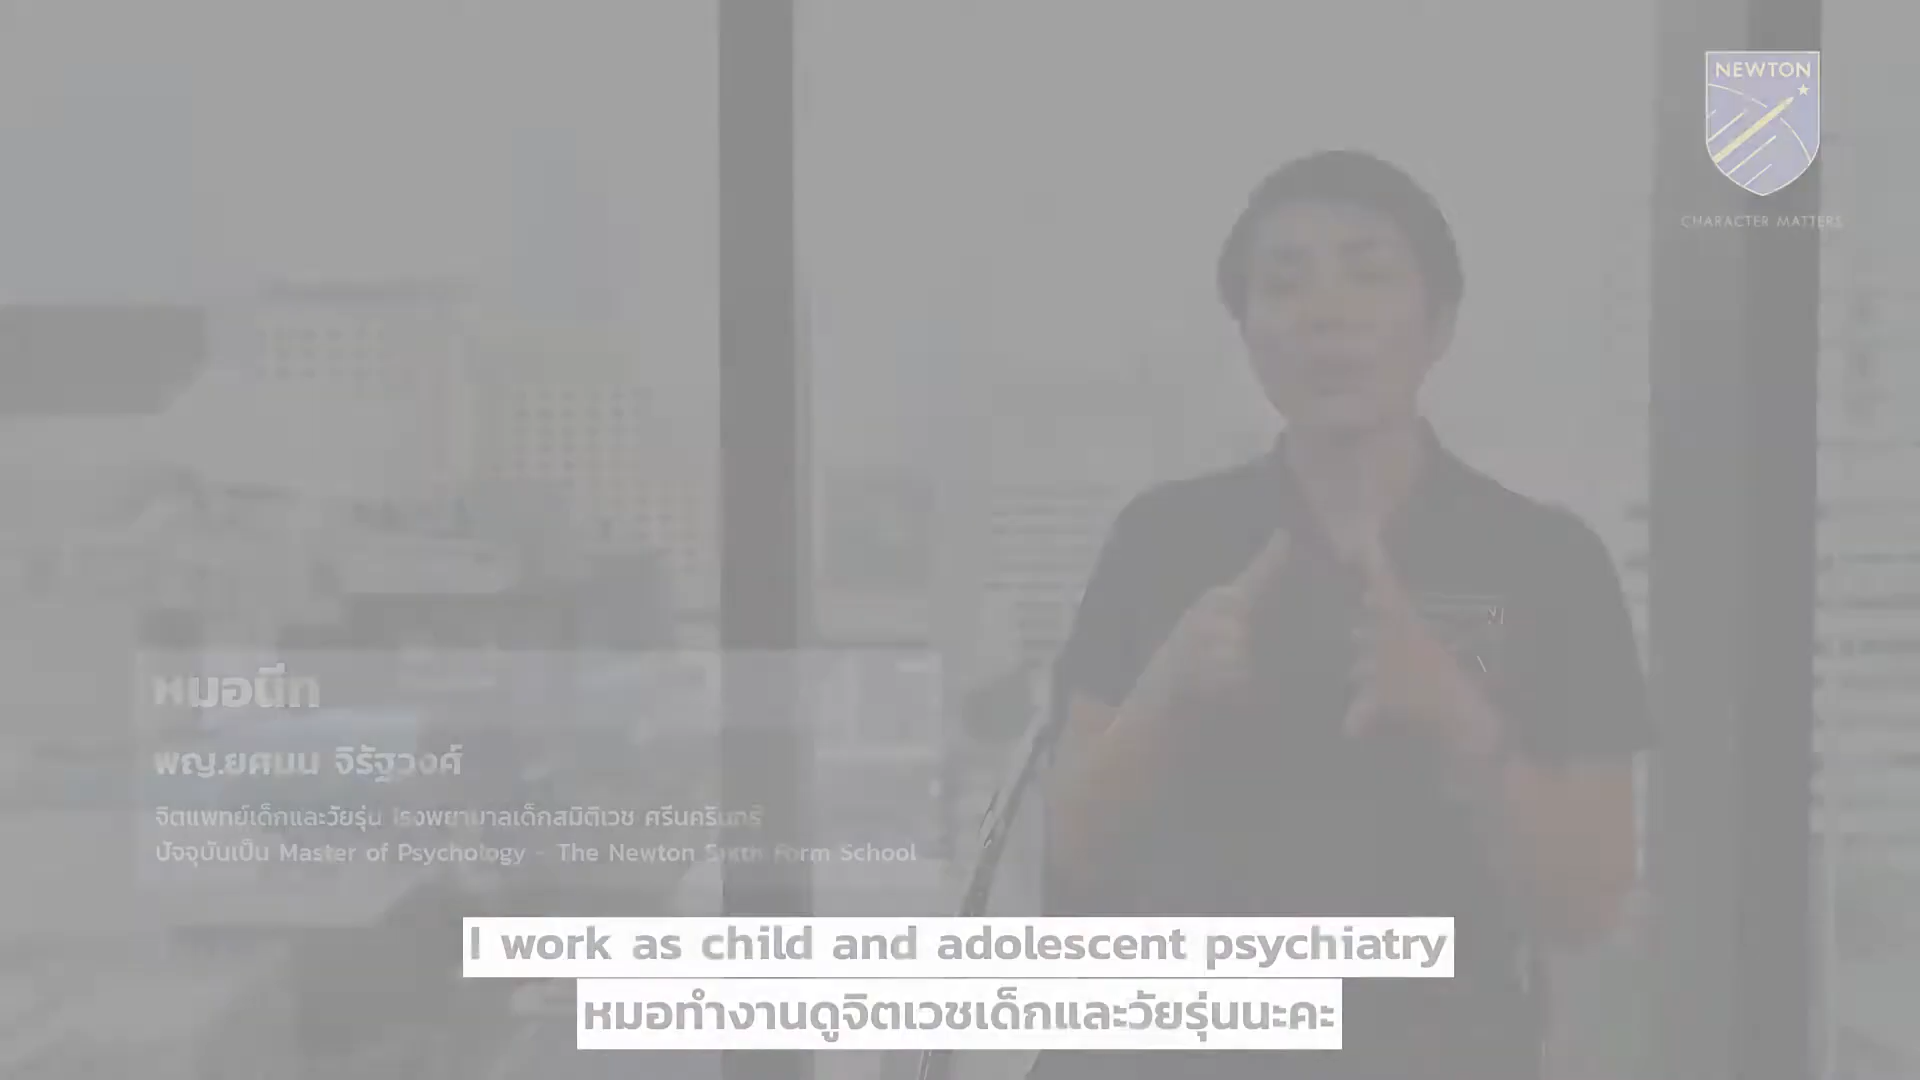 NEWTON
CHARACTER MATTERS
หมอนีท
พญ.ยศนน จิรัฐวงศ์
จิตแพทย์เด็กและวัยรุ่น โรงพยาบาลเด็กสมิติเวช ศรีนครินทร์
ปัจจุบันเป็น Master of Psychology - The Newton Sixth Form School
I work as child and adolescent psychiatry
หมอทำงานดูจิตเวชเด็กและวัยรุ่นนะคะ